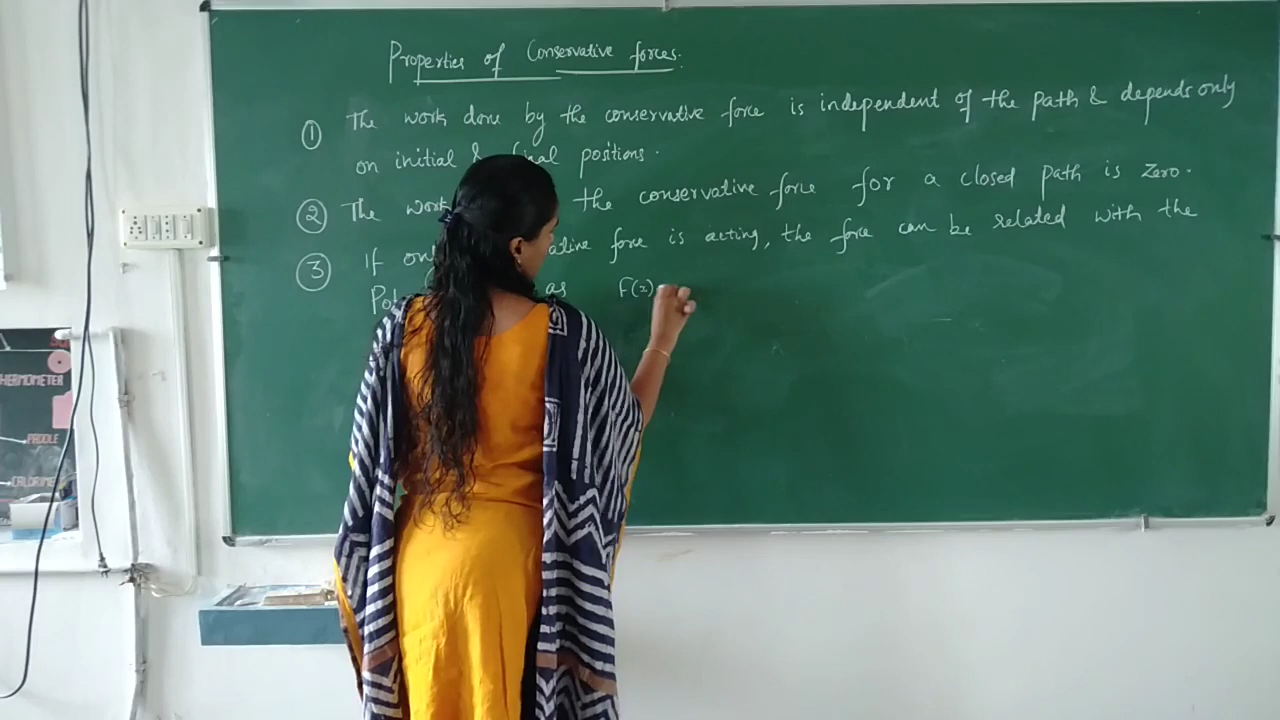 Properties of Conservative forces.
① The work done by the conservative force is independent of the path & depends only
on initial & final positions.
② The work the conservative force for a closed path is zero.
③ If only force is acting, the force can be related with the
as F(x)
THERMOMETER
PADDLE